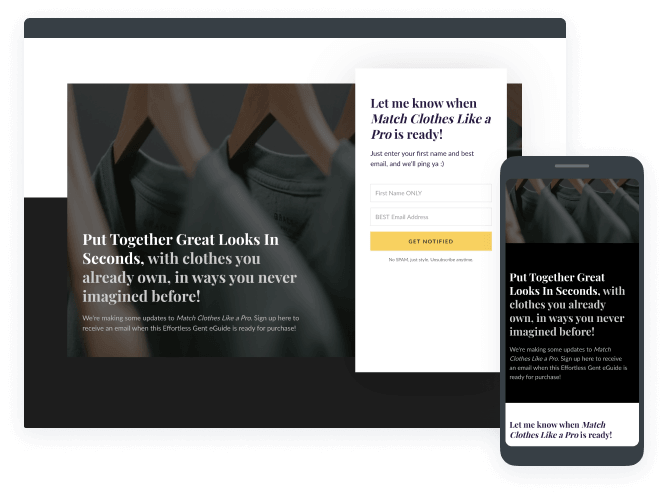 Let me know when
Match Clothes Like a
Pro is ready!
Just enter your first name and best
email, and we'll ping ya :)
First Name ONLY
BEST Email Address
GET NOTIFIED
No SPAM, just style. Unsubscribe anytime.
Put Together Great Looks In
Seconds, with clothes you
already own, in ways you never
imagined before!
We're making some updates to Match Clothes Like a Pro. Sign up here to
receive an email when this Effortless Gent eGuide is ready for purchase!
Put Together Great
Looks In Seconds, with
clothes you already
own, in ways you never
imagined before!
We're making some updates to Match
Clothes Like a Pro. Sign up here to receive
an email when this Effortless Gent eGuide is
ready for purchase!
Let me know when Match
Clothes Like a Pro is ready!